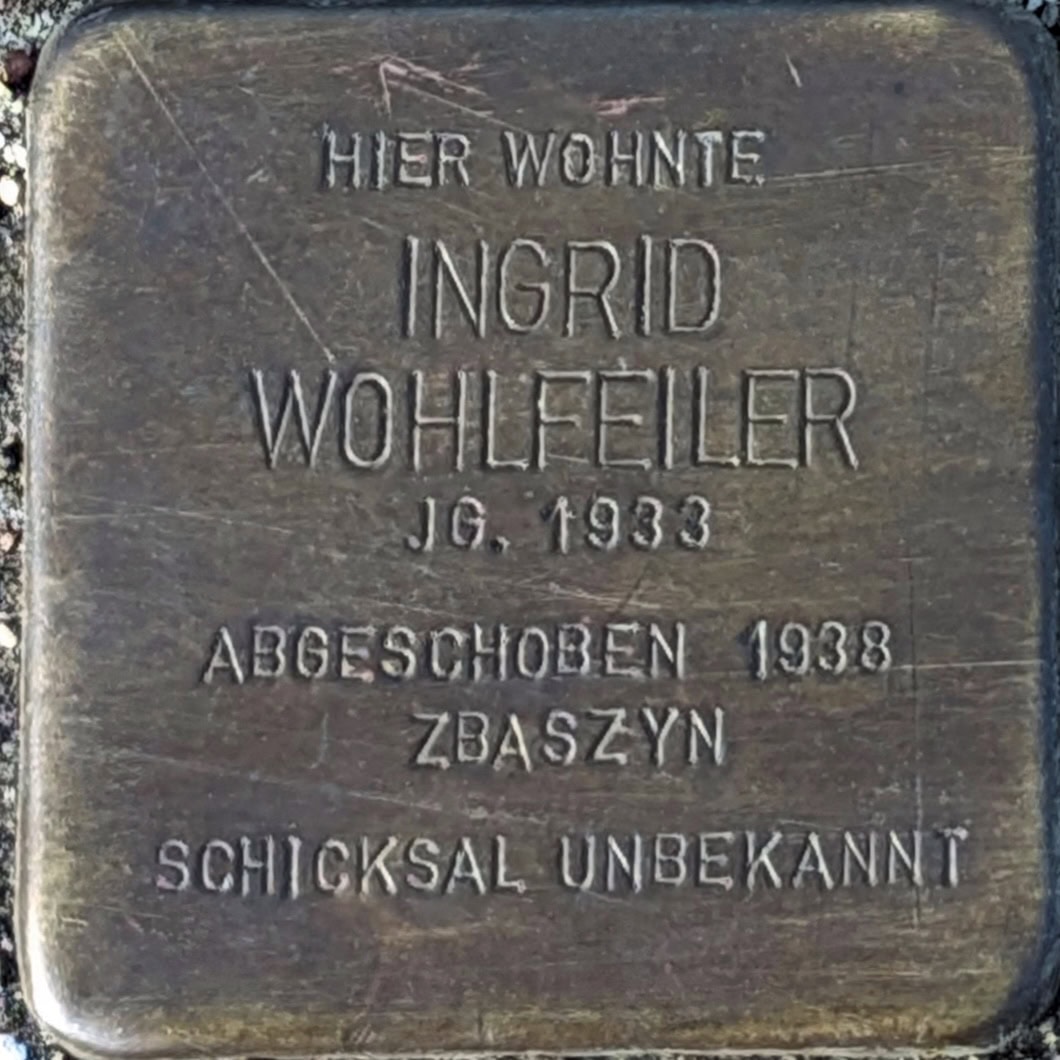 HIER WOHNTE
INGRID
WOHLFEILER
JG. 1933
ABGESCHOBEN 1938
ZBASZYN
SCHICKSAL UNBEKANNT